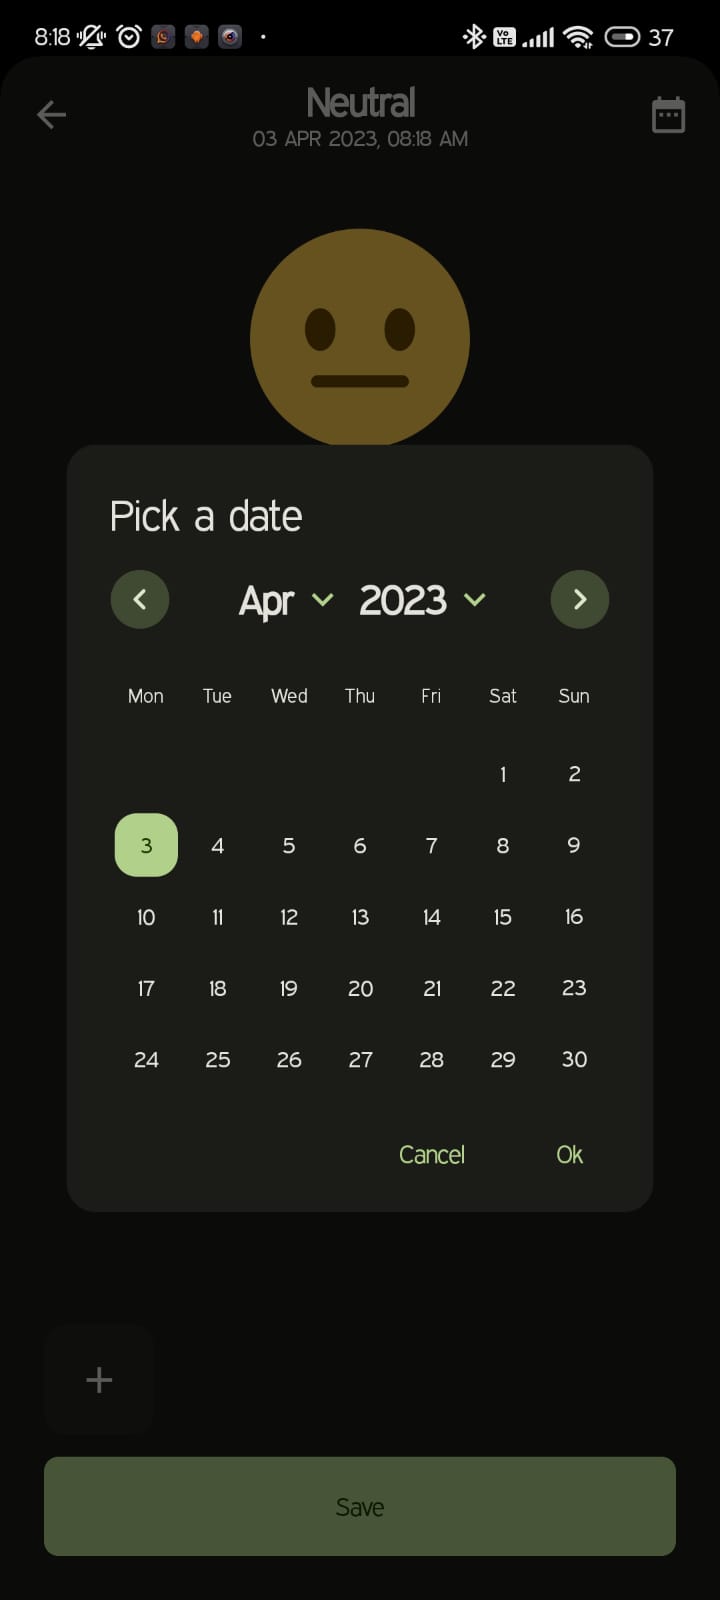 8:18 Vo LTE 37
Neutral
03 APR 2023, 08:18 AM
Pick a date
Apr 2023
Mon Tue Wed Thu Fri Sat Sun
1 2
3 4 5 6 7 8 9
10 11 12 13 14 15 16
17 18 19 20 21 22 23
24 25 26 27 28 29 30
Cancel Ok
+
Save